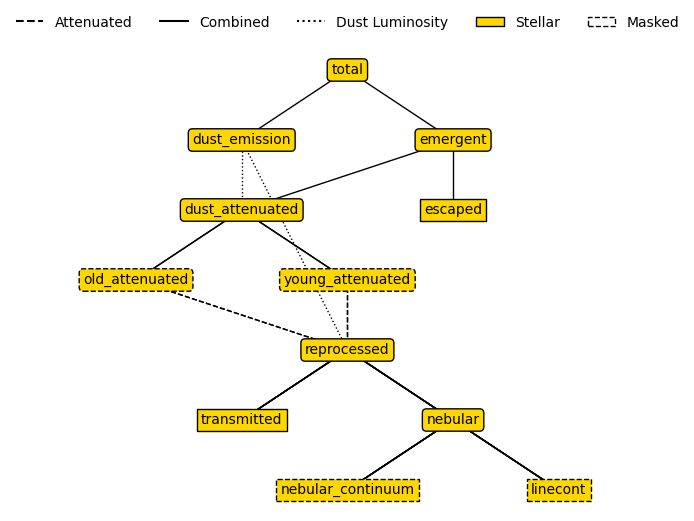 Attenuated Combined Dust Luminosity Stellar Masked
total
dust_emission emergent
dust_attenuated escaped
old_attenuated young_attenuated
reprocessed
transmitted nebular
nebular_continuum linecont